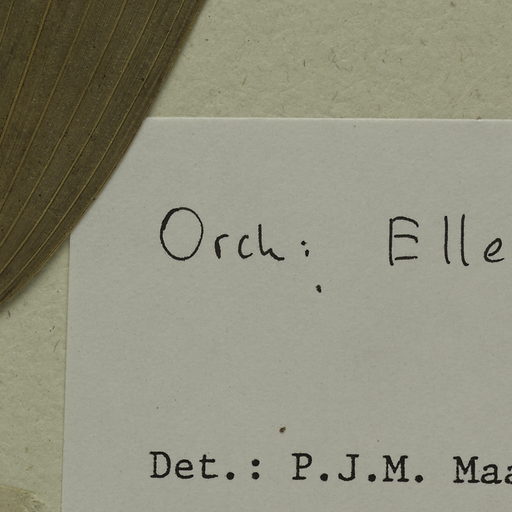 Orch: Elle
Det.: P.J.M. Maa